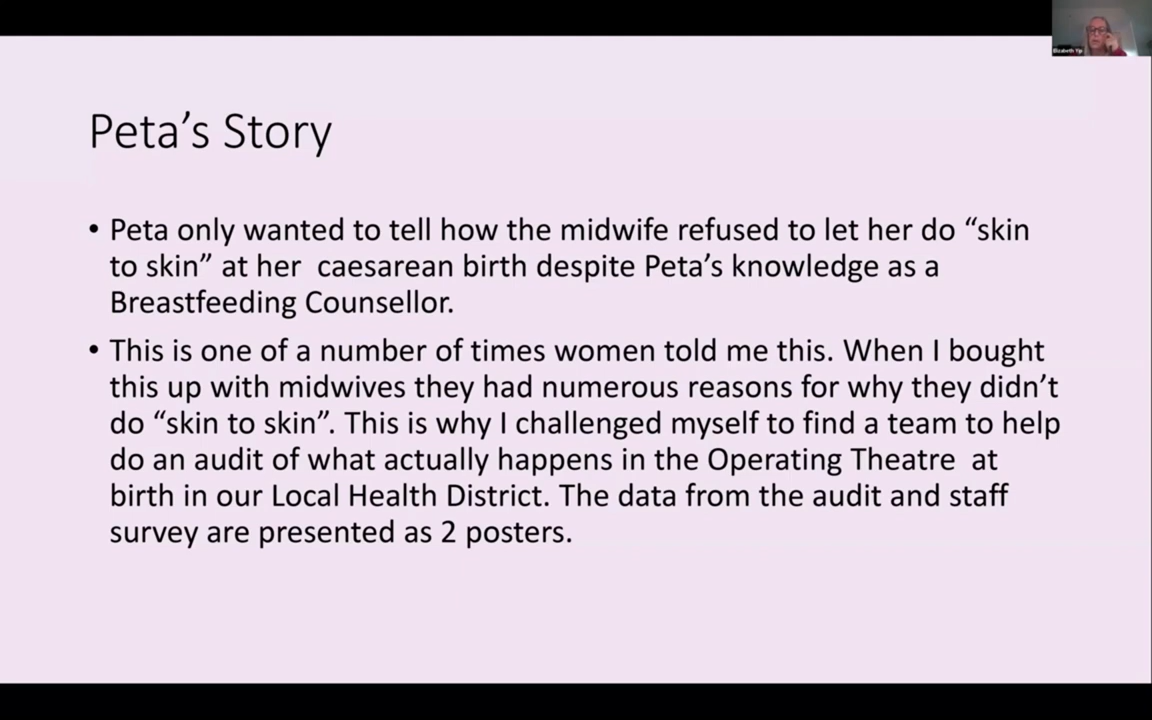 Elizabeth Yip
Peta’s Story
• Peta only wanted to tell how the midwife refused to let her do “skin
to skin” at her  caesarean birth despite Peta’s knowledge as a
Breastfeeding Counsellor.
• This is one of a number of times women told me this. When I bought
this up with midwives they had numerous reasons for why they didn’t
do “skin to skin”. This is why I challenged myself to find a team to help
do an audit of what actually happens in the Operating Theatre  at
birth in our Local Health District. The data from the audit and staff
survey are presented as 2 posters.